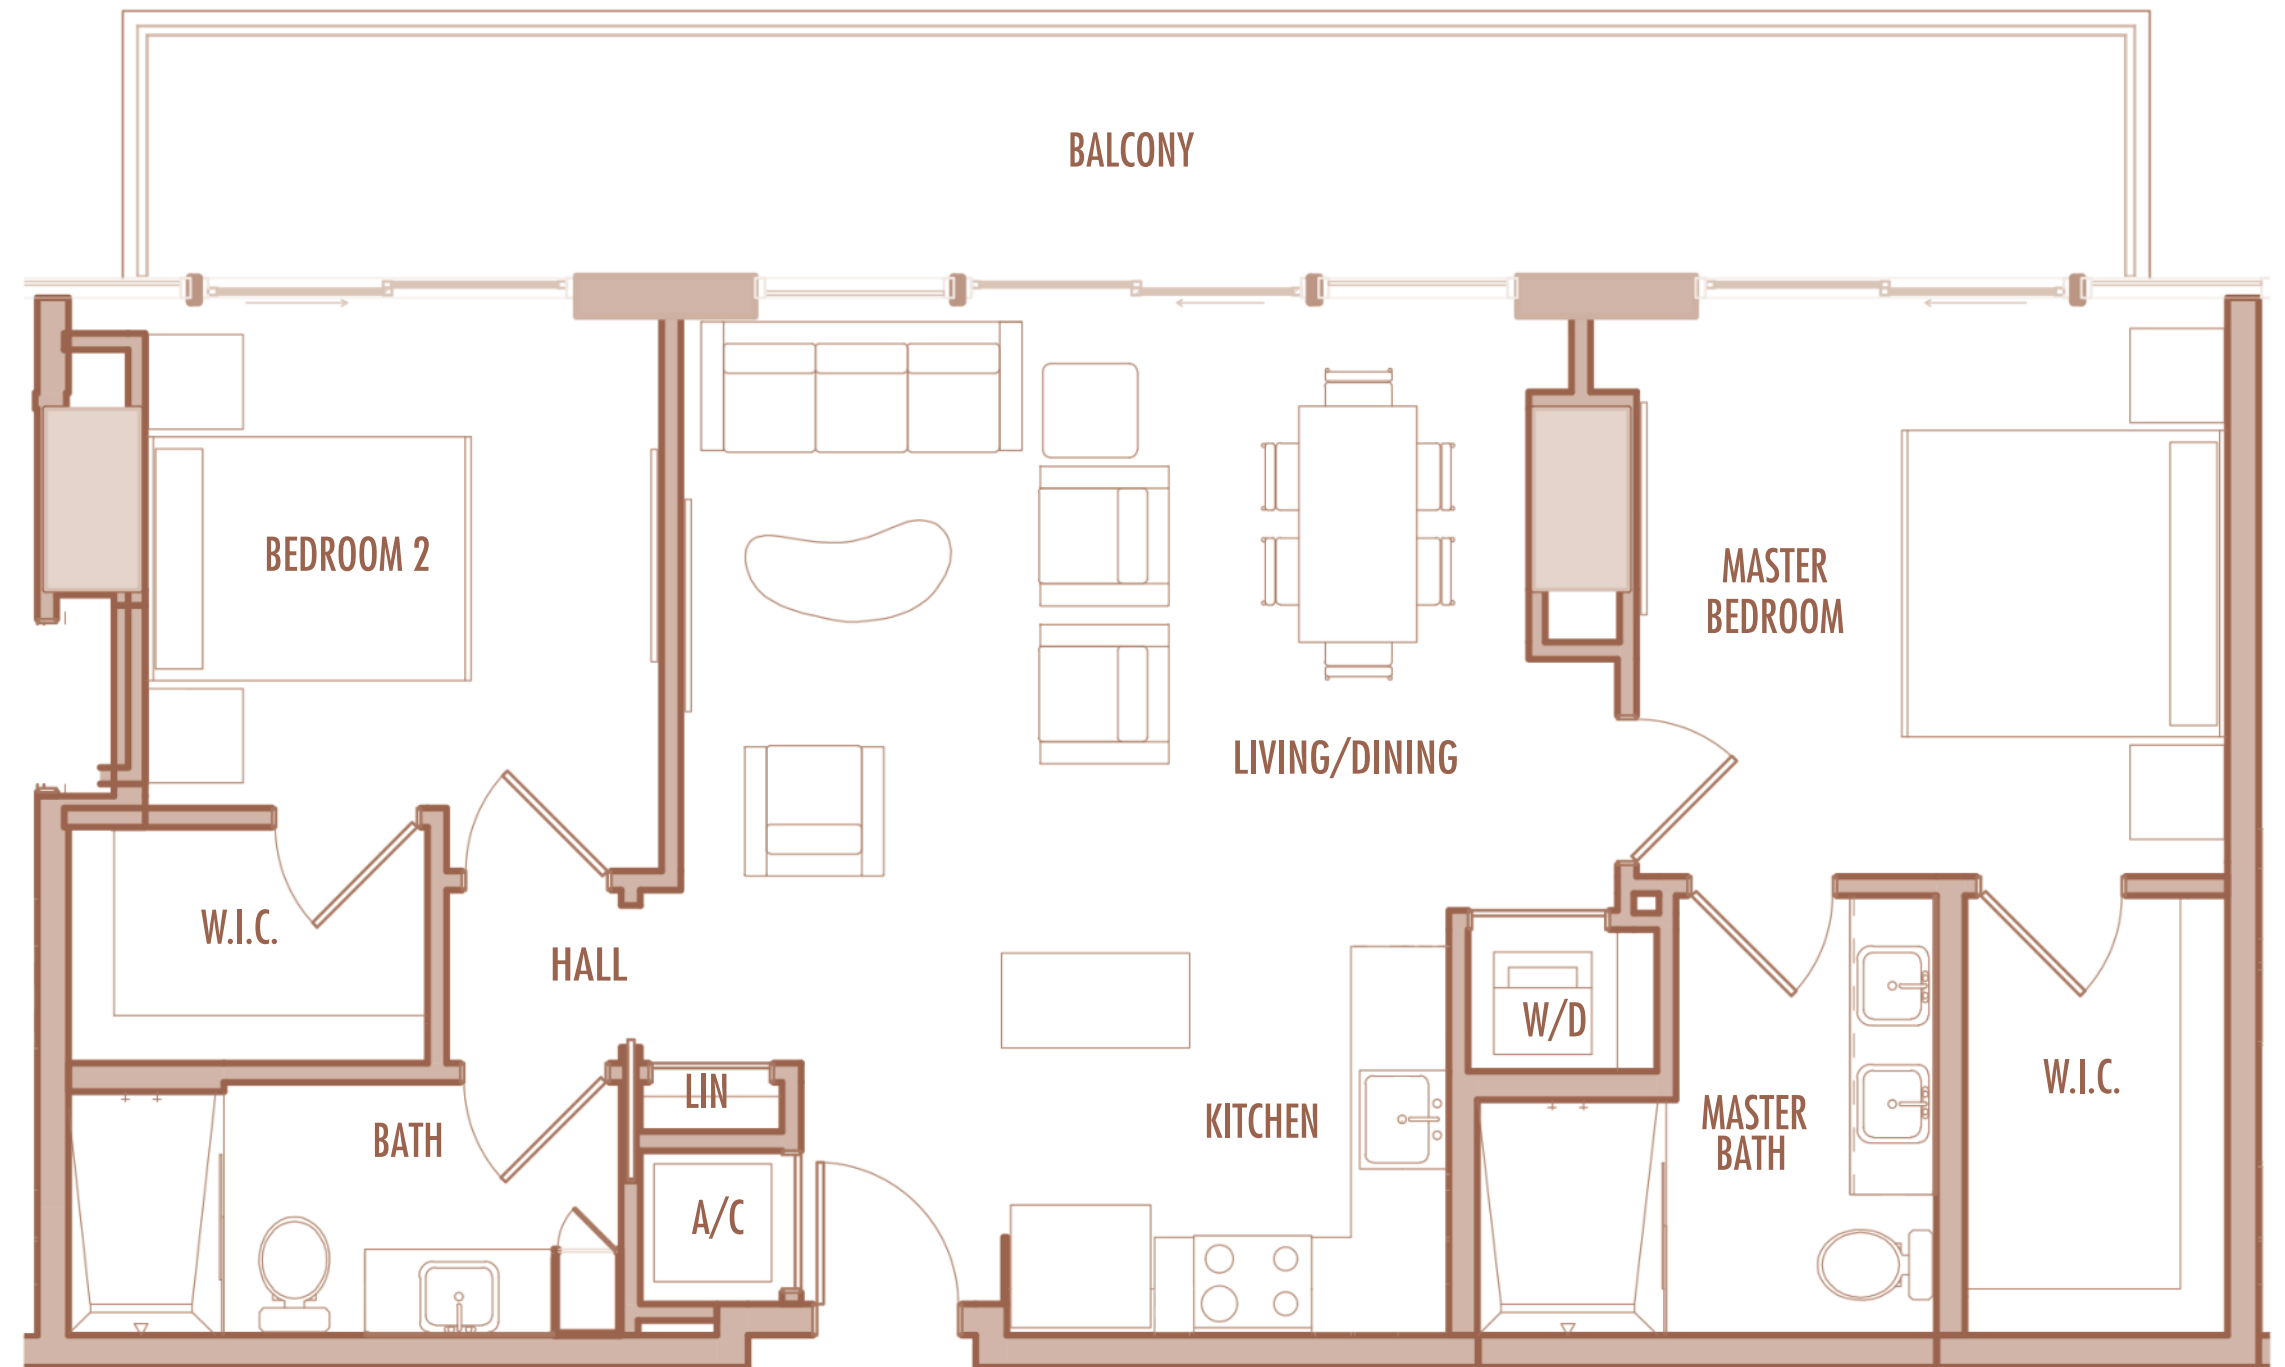 BALCONY
BEDROOM 2
MASTER
BEDROOM
LIVING/DINING
W.I.C.
HALL
W/D
LIN
KITCHEN
BATH
MASTER
BATH
W.I.C.
A/C